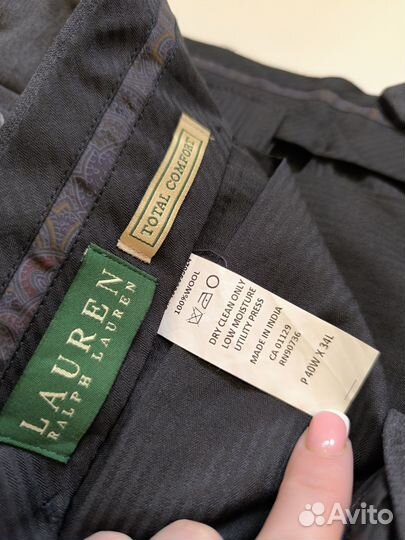 LAUREN
RALPH LAUREN
TOTAL COMFORT
100%WOOL
DRY CLEAN ONLY
LOW MOISTURE
UTILITY PRESS
MADE IN INDIA
CA 01129
RN90736
P 40W X 34L
Avito